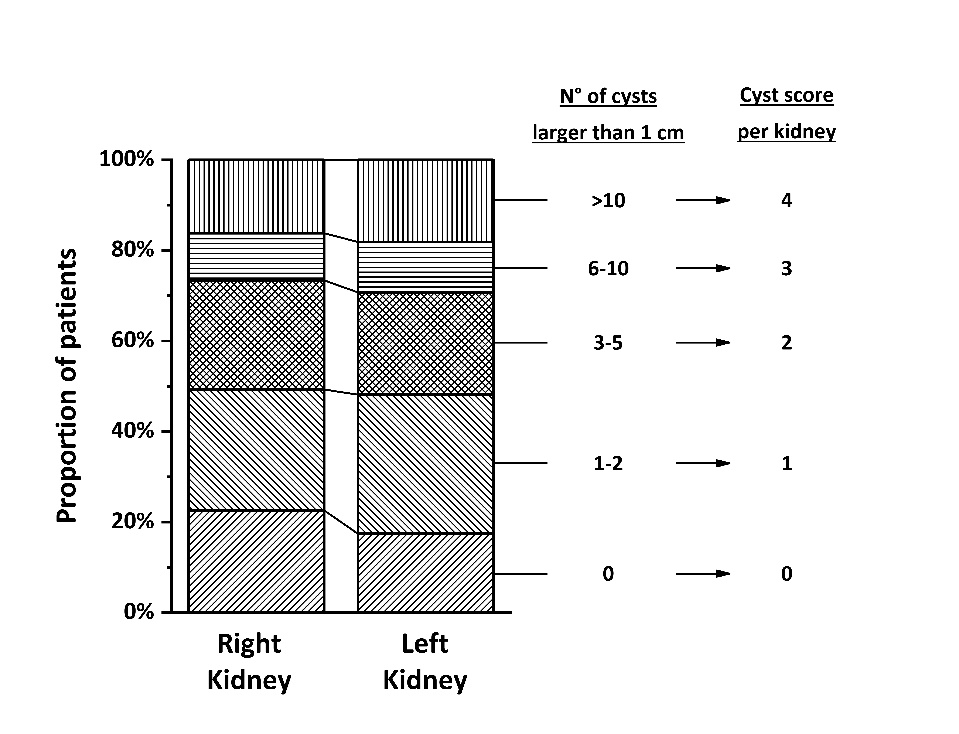 N° of cysts
larger than 1 cm
Cyst score
per kidney
100%
80%
60%
40%
20%
0%
Proportion of patients
>10
4
6-10
3
3-5
2
1-2
1
0
0
Right
Kidney
Left
Kidney